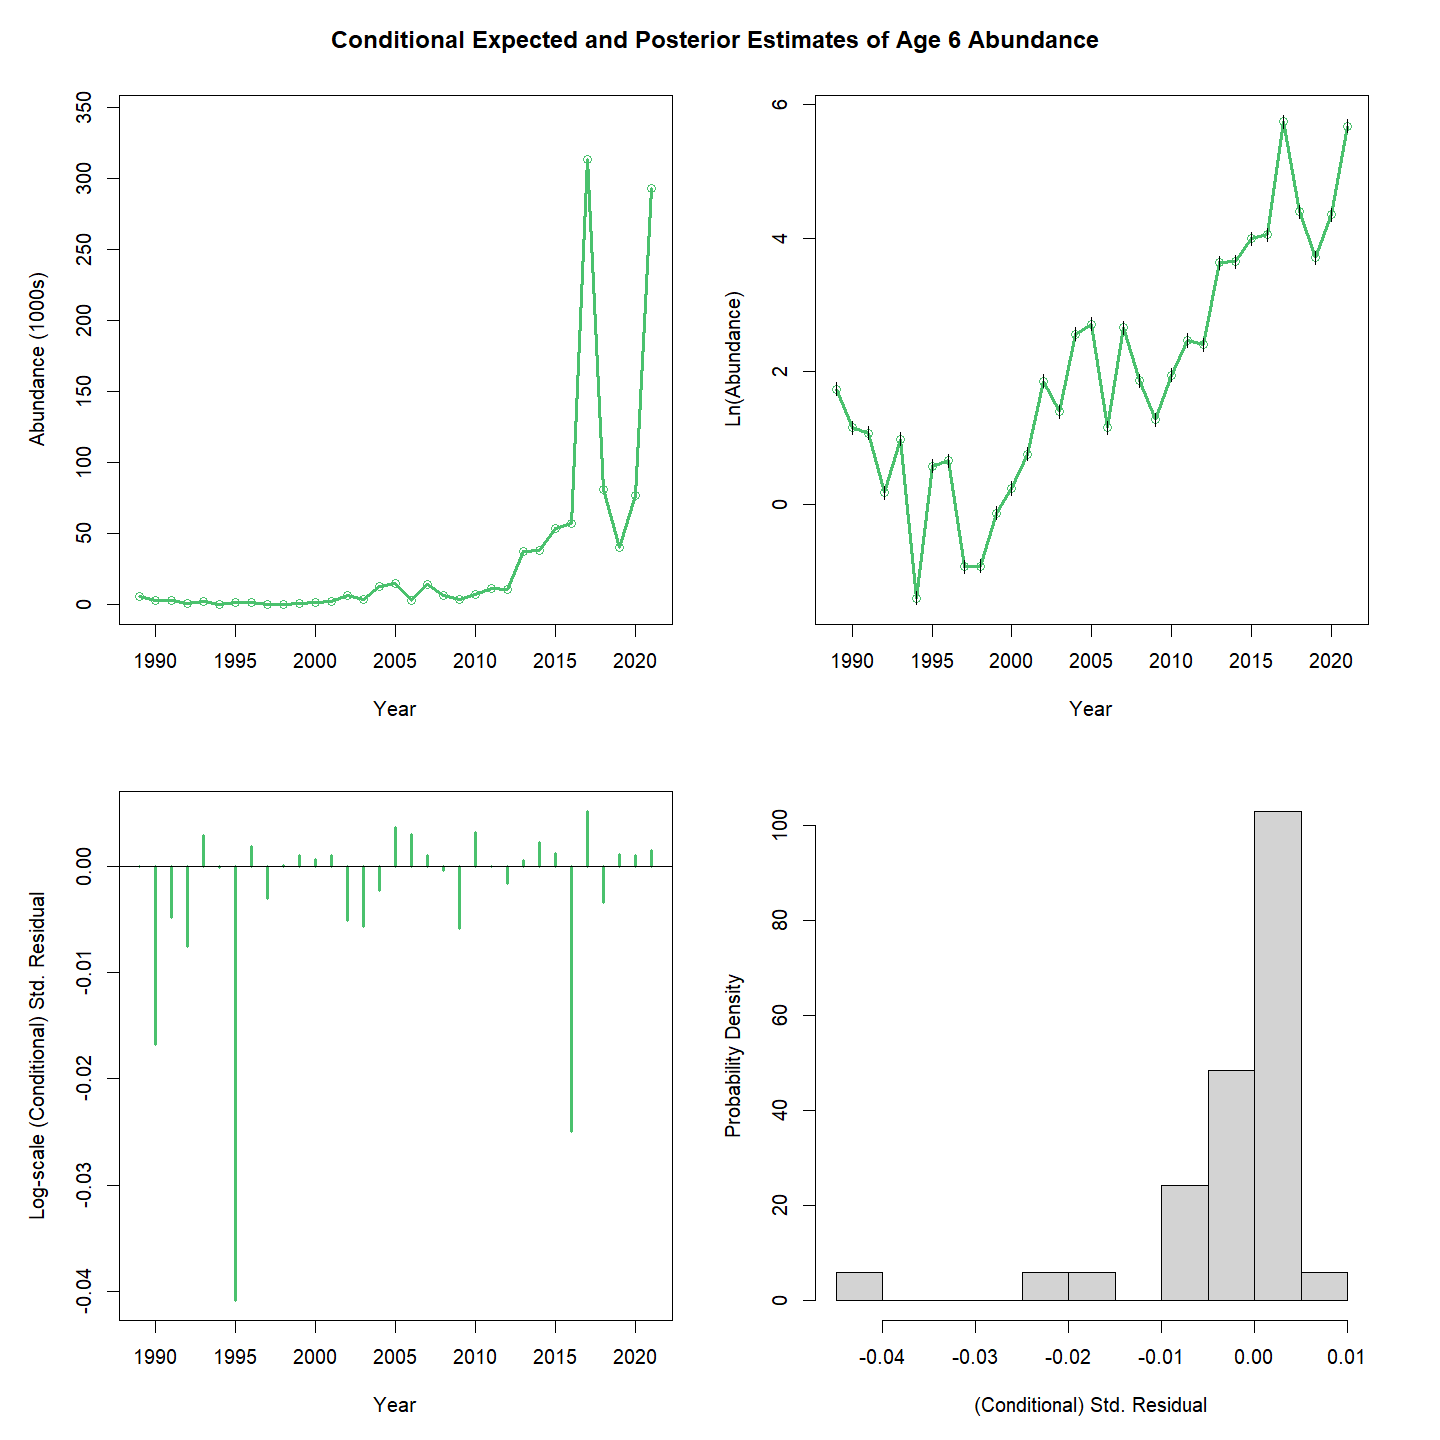 Conditional Expected and Posterior Estimates of Age 6 Abundance
Abundance (1000s)
350
300
250
200
150
100
50
0
1990 1995 2000 2005 2010 2015 2020
Year
Ln(Abundance)
6
4
2
0
1990 1995 2000 2005 2010 2015 2020
Year
Log-scale (Conditional) Std. Residual
0.00
-0.01
-0.02
-0.03
-0.04
1990 1995 2000 2005 2010 2015 2020
Year
Probability Density
100
80
60
40
20
0
-0.04 -0.03 -0.02 -0.01 0.00 0.01
(Conditional) Std. Residual